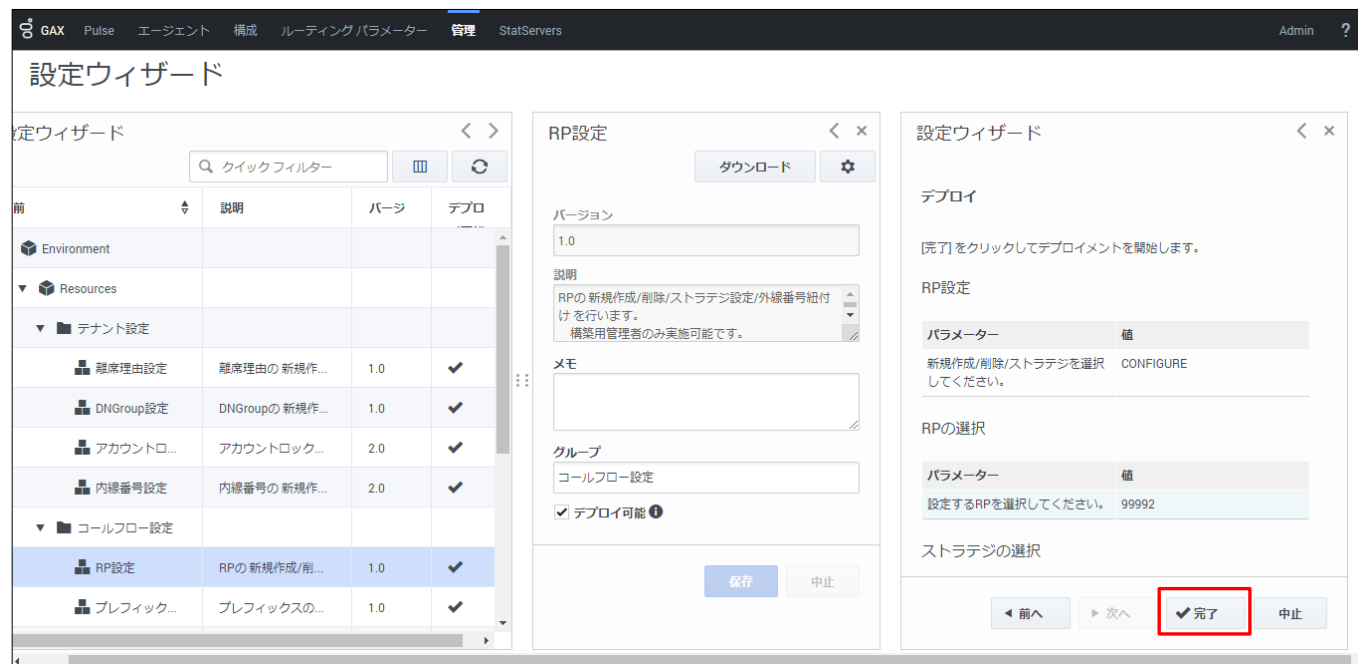 GAX Pulse エージェント 構成 ルーティング パラメーター 管理 StatServers Admin ?
設定ウィザード
定ウィザード
クイック フィルター
前 説明 バージ デプロ
Environment
Resources
テナント設定
離席理由設定 離席理由の 新規作... 1.0
DNGroup設定 DNGroupの 新規作... 1.0
アカウントロ... アカウントロック... 2.0
内線番号設定 内線番号の 新規作... 2.0
コールフロー設定
RP設定 RPの 新規作成/削... 1.0
プレフィック... プレフィックスの... 1.0
RP設定
ダウンロード
バージョン
1.0
説明
RPの 新規作成/削除/ストラテジ設定/外線番号紐付
け を行います。
構築用管理者のみ実施可能です。
メモ
グループ
コールフロー設定
デプロイ可能
保存 中止
設定ウィザード
デプロイ
[完了] をクリックしてデプロイメントを開始します。
RP設定
パラメーター 値
新規作成/削除/ストラテジを選択 CONFIGURE
してください。
RPの選択
パラメーター 値
設定するRPを選択してください。 99992
ストラテジの選択
前へ 次へ 完了 中止